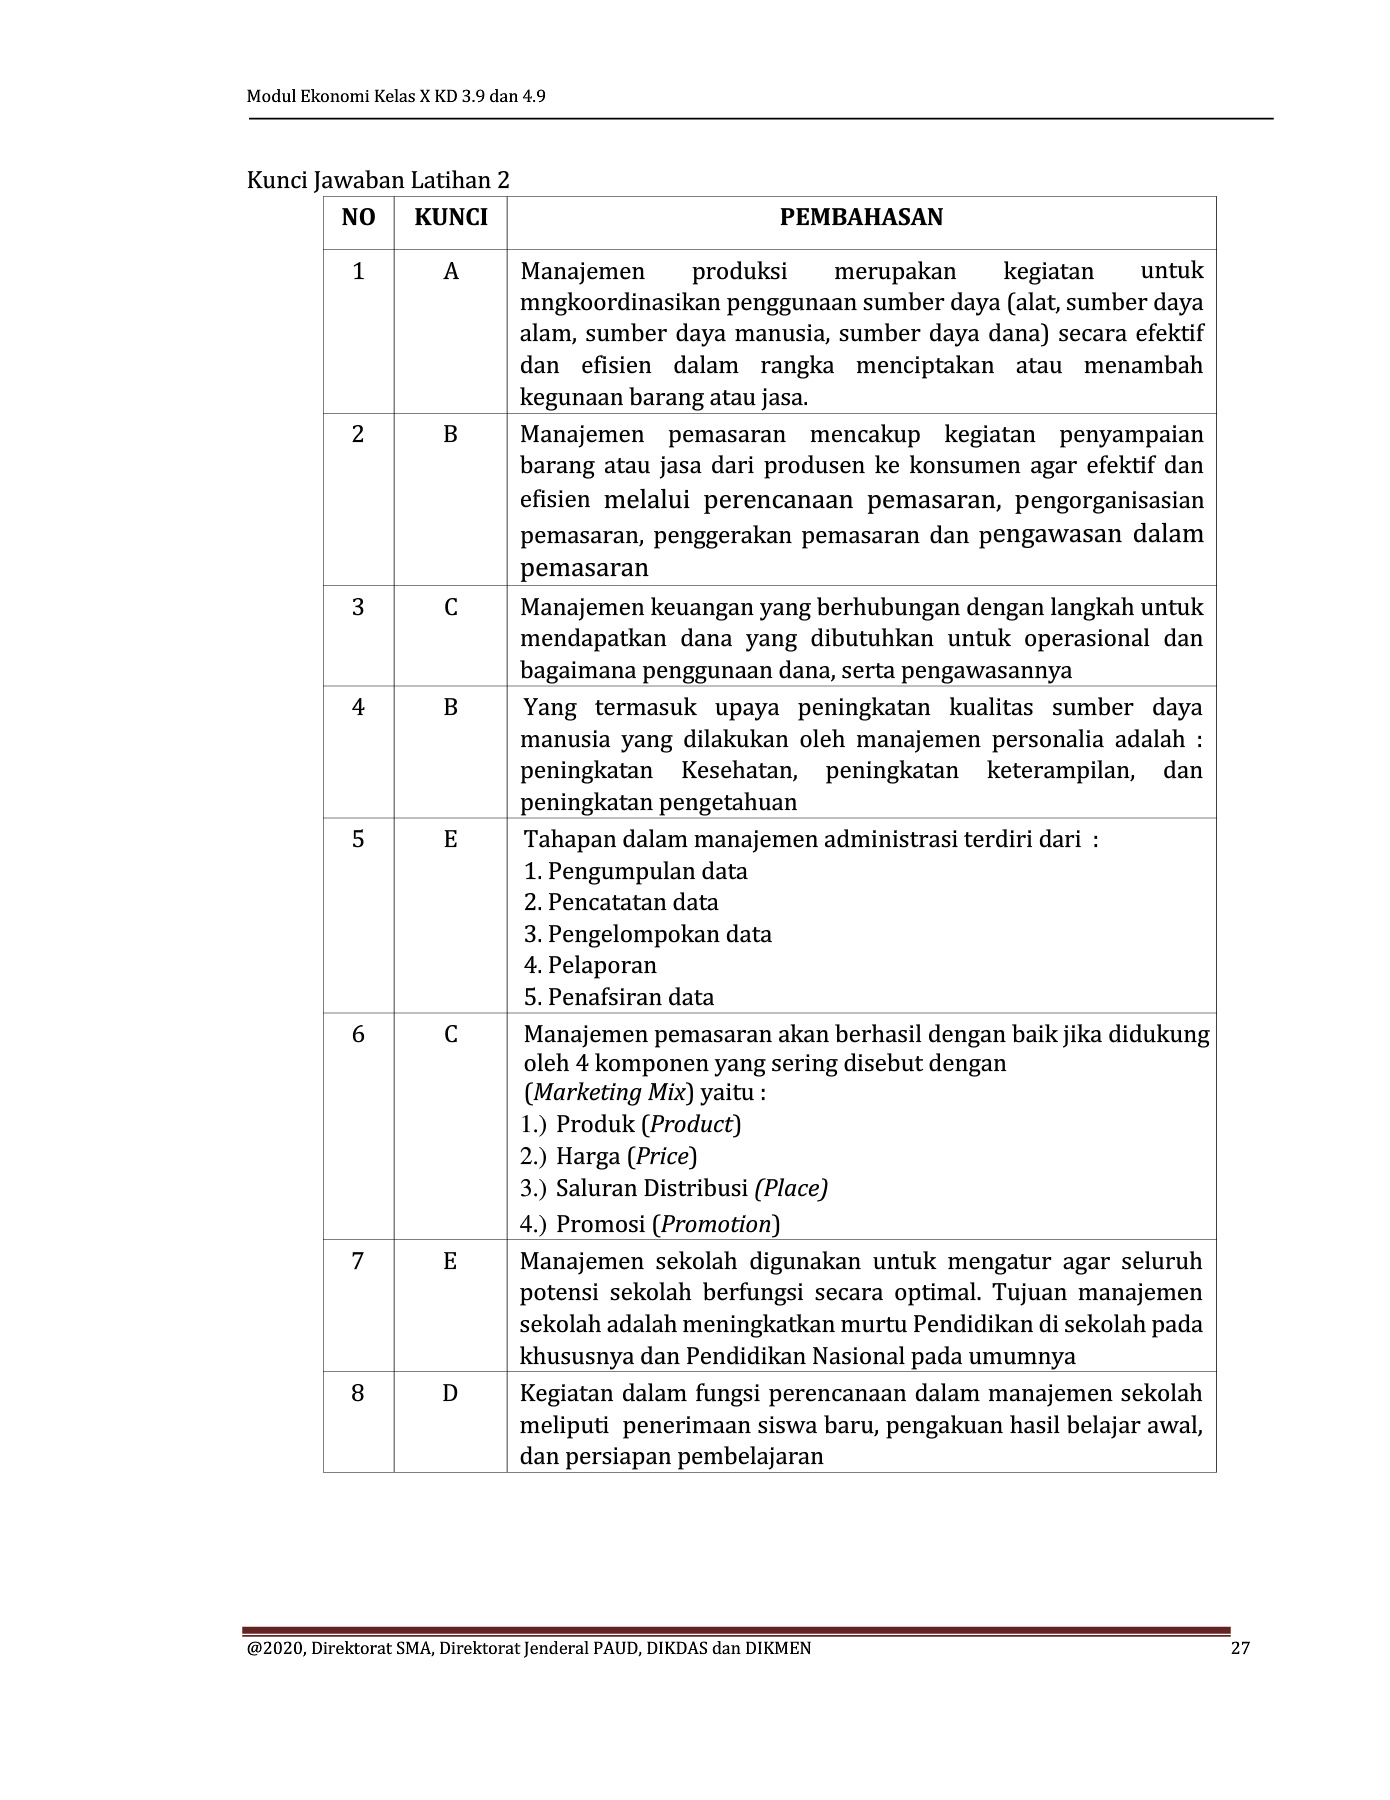 Modul Ekonomi Kelas X KD 3.9 dan 4.9
Kunci Jawaban Latihan 2
NO KUNCI PEMBAHASAN
1 A Manajemen produksi merupakan kegiatan untuk
mngkoordinasikan penggunaan sumber daya (alat, sumber daya
alam, sumber daya manusia, sumber daya dana) secara efektif
dan efisien dalam rangka menciptakan atau menambah
kegunaan barang atau jasa.
2 B Manajemen pemasaran mencakup kegiatan penyampaian
barang atau jasa dari produsen ke konsumen agar efektif dan
efisien melalui perencanaan pemasaran, pengorganisasian
pemasaran, penggerakan pemasaran dan pengawasan dalam
pemasaran
3 C Manajemen keuangan yang berhubungan dengan langkah untuk
mendapatkan dana yang dibutuhkan untuk operasional dan
bagaimana penggunaan dana, serta pengawasannya
4 B Yang termasuk upaya peningkatan kualitas sumber daya
manusia yang dilakukan oleh manajemen personalia adalah :
peningkatan Kesehatan, peningkatan keterampilan, dan
peningkatan pengetahuan
5 E Tahapan dalam manajemen administrasi terdiri dari :
1. Pengumpulan data
2. Pencatatan data
3. Pengelompokan data
4. Pelaporan
5. Penafsiran data
6 C Manajemen pemasaran akan berhasil dengan baik jika didukung
oleh 4 komponen yang sering disebut dengan
(Marketing Mix) yaitu :
1.) Produk (Product)
2.) Harga (Price)
3.) Saluran Distribusi (Place)
4.) Promosi (Promotion)
7 E Manajemen sekolah digunakan untuk mengatur agar seluruh
potensi sekolah berfungsi secara optimal. Tujuan manajemen
sekolah adalah meningkatkan murtu Pendidikan di sekolah pada
khususnya dan Pendidikan Nasional pada umumnya
8 D Kegiatan dalam fungsi perencanaan dalam manajemen sekolah
meliputi penerimaan siswa baru, pengakuan hasil belajar awal,
dan persiapan pembelajaran
@2020, Direktorat SMA, Direktorat Jenderal PAUD, DIKDAS dan DIKMEN 27